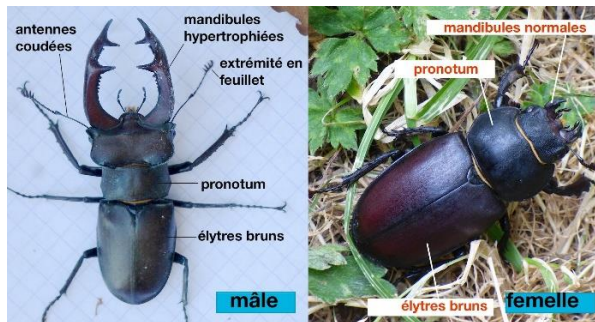 antennes
coudées
mandibules
hypertrophiées
extrémité en
feuillet
pronotum
élytres bruns
mâle
mandibules normales
pronotum
élytres bruns
femelle